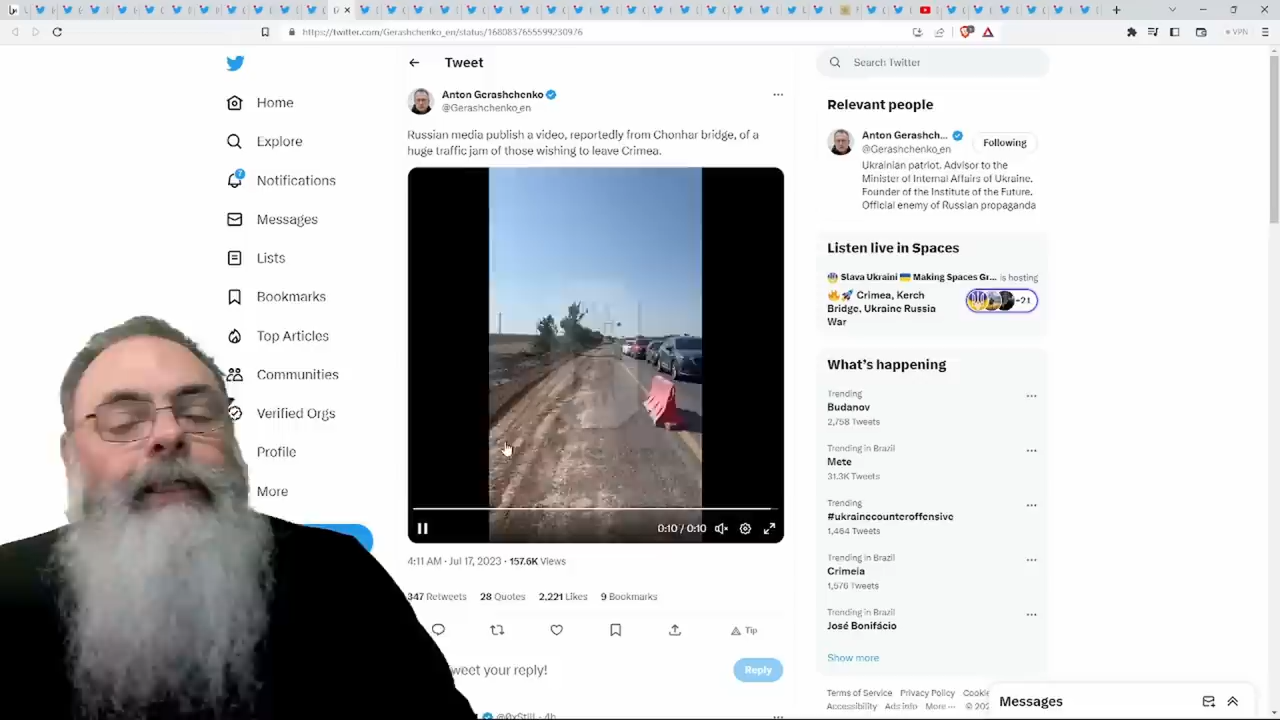 https://twitter.com/Gerashchenko_en/status/1680837655599230976
VPN
Home
Explore
7
Notifications
Messages
Lists
Bookmarks
Top Articles
Communities
Verified Orgs
Profile
More
Tweet
Anton Gerashchenko
@Gerashchenko_en
Russian media publish a video, reportedly from Chonhar bridge, of a
huge traffic jam of those wishing to leave Crimea.
0:10 / 0:10
4:11 AM · Jul 17, 2023 · 157.6K Views
347 Retweets 28 Quotes 2,221 Likes 9 Bookmarks
Tip
weet your reply!
Reply
Search Twitter
Relevant people
Anton Gerashch...
@Gerashchenko_en
Following
Ukrainian patriot. Advisor to the
Minister of Internal Affairs of Ukraine.
Founder of the Institute of the Future.
Official enemy of Russian propaganda
Listen live in Spaces
Slava Ukraini Making Spaces Gr... is hosting
Crimea, Kerch
Bridge, Ukraine Russia
War
+21
What's happening
Trending
Budanov
2,758 Tweets
Trending in Brazil
Mete
31.3K Tweets
Trending
#ukrainecounteroffensive
1,464 Tweets
Trending in Brazil
Crimeia
1,576 Tweets
Trending in Brazil
José Bonifácio
Show more
Terms of Service Privacy Policy Cookie
Accessibility Ads info More ··· © 202
Messages